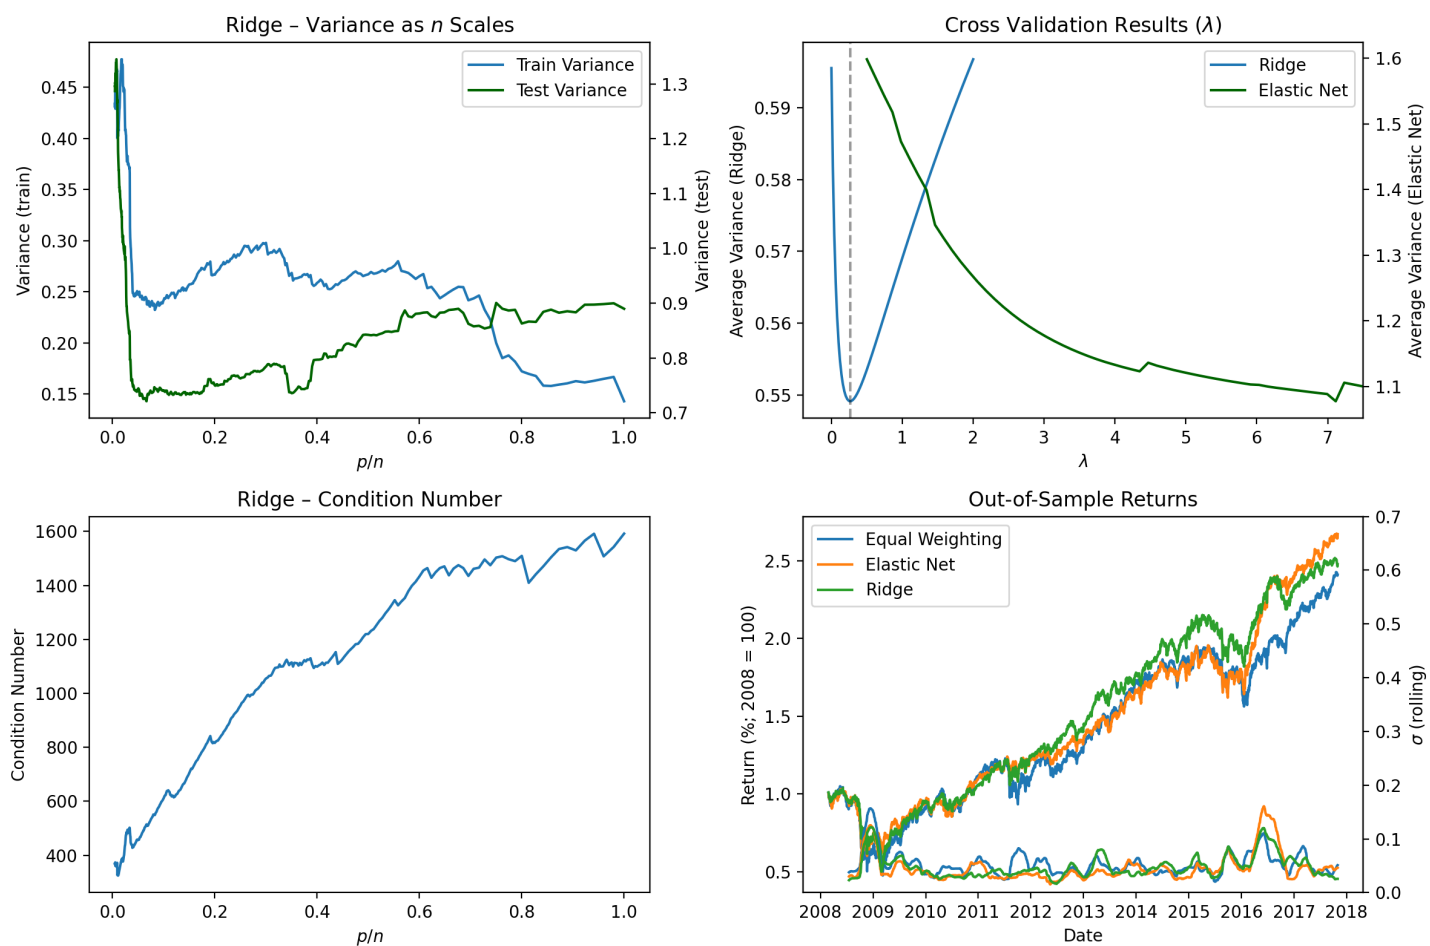 Ridge – Variance as n Scales
Train Variance
Test Variance
Variance (train)
0.45
0.40
0.35
0.30
0.25
0.20
0.15
1.3
1.2
1.1
1.0
0.9
0.8
0.7
Variance (test)
0.0 0.2 0.4 0.6 0.8 1.0
p/n
Cross Validation Results (λ)
Ridge
Elastic Net
Average Variance (Ridge)
0.59
0.58
0.57
0.56
0.55
1.6
1.5
1.4
1.3
1.2
1.1
Average Variance (Elastic Net)
0 1 2 3 4 5 6 7
λ
Ridge – Condition Number
Condition Number
1600
1400
1200
1000
800
600
400
0.0 0.2 0.4 0.6 0.8 1.0
p/n
Out-of-Sample Returns
Equal Weighting
Elastic Net
Ridge
Return (%; 2008 = 100)
2.5
2.0
1.5
1.0
0.5
0.7
0.6
0.5
0.4
0.3
0.2
0.1
0.0
σ (rolling)
2008 2009 2010 2011 2012 2013 2014 2015 2016 2017 2018
Date